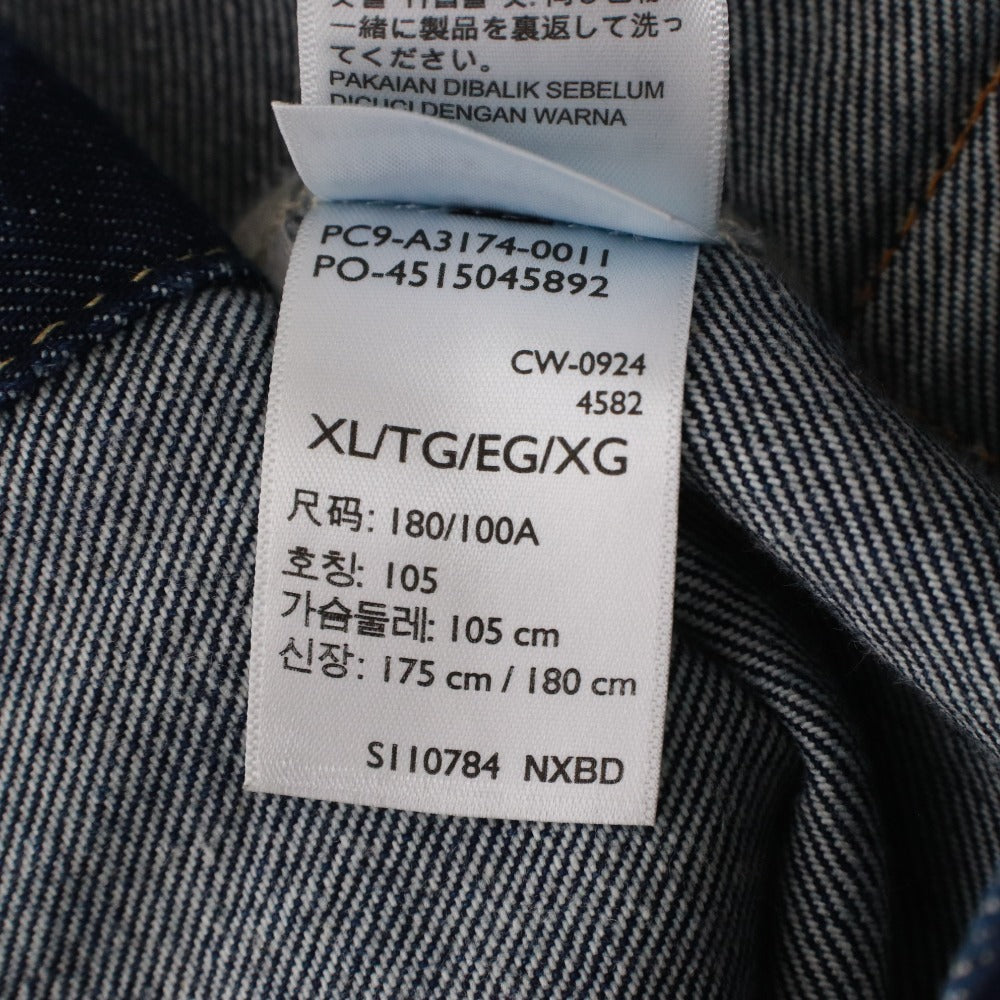 一緒に製品を裏返して洗っ
てください。
PAKAIAN DIBALIK SEBELUM
DICUCI DENGAN WARNA
PC9-A3174-0011
PO-4515045892
CW-0924
4582
XL/TG/EG/XG
尺码: 180/100A
호칭: 105
가슴둘레: 105 cm
신장: 175 cm / 180 cm
S110784 NXBD